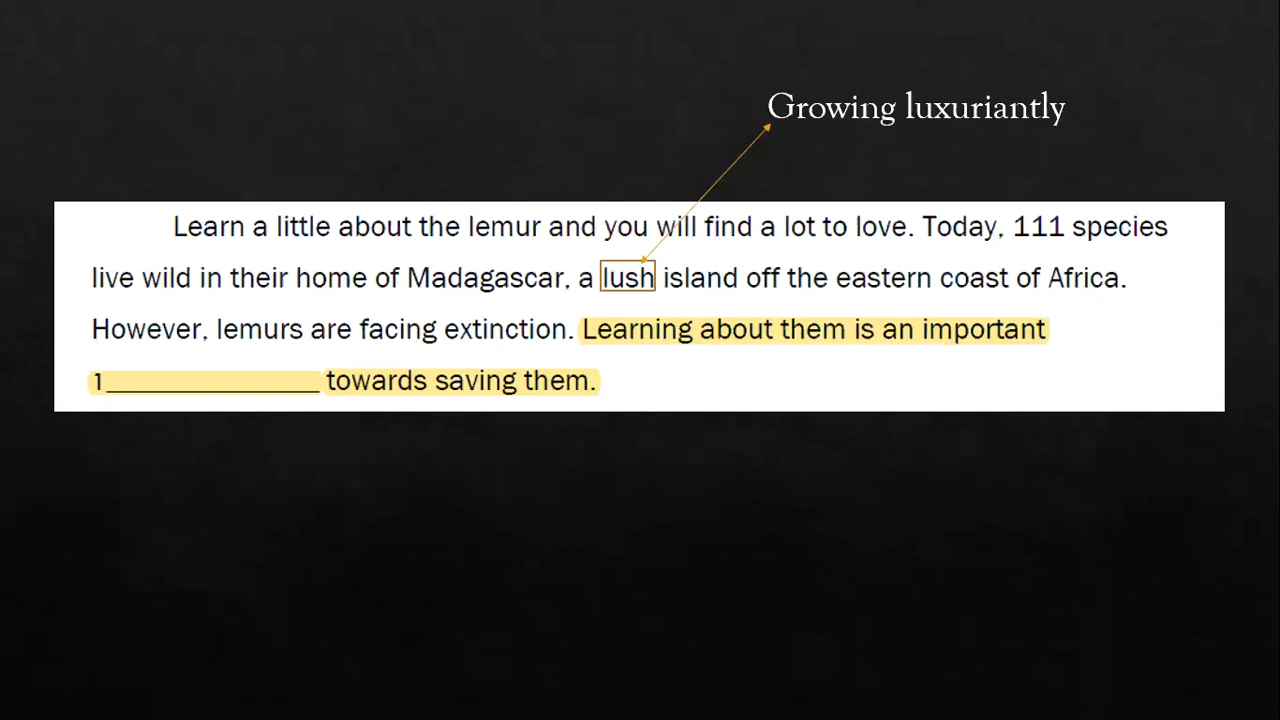 Growing luxuriantly
Learn a little about the lemur and you will find a lot to love. Today, 111 species
live wild in their home of Madagascar, a lush island off the eastern coast of Africa.
However, lemurs are facing extinction. Learning about them is an important
1_______________ towards saving them.